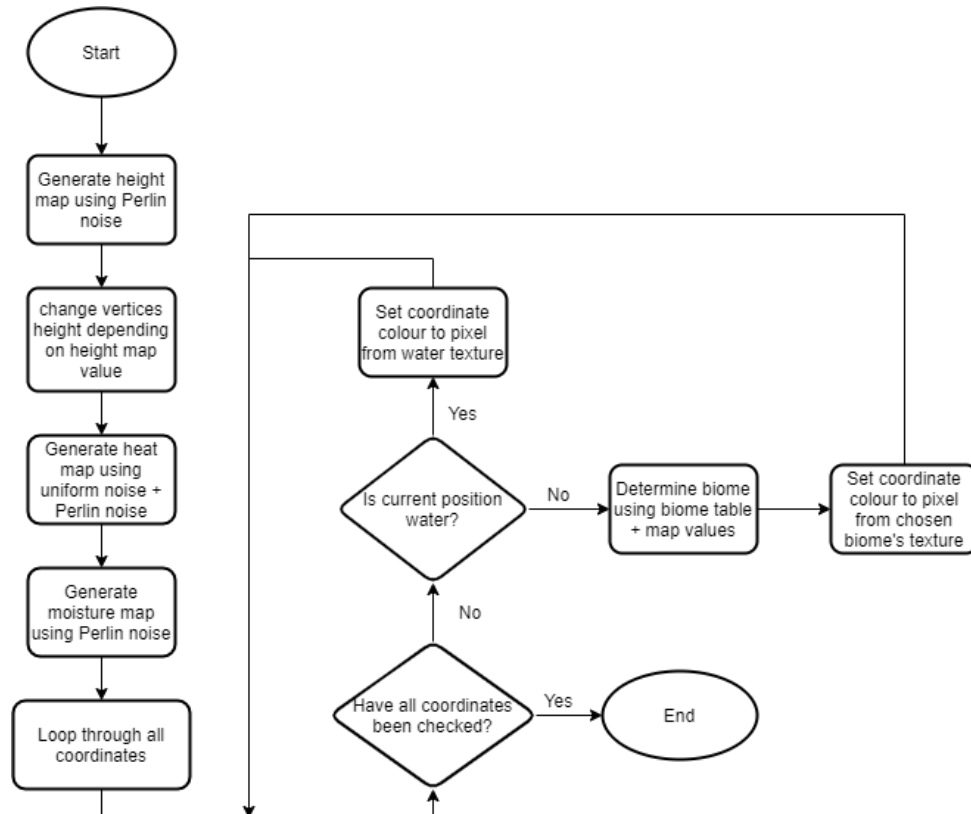 Start
Generate height
map using Perlin
noise
change vertices
height depending
on height map
value
Generate heat
map using
uniform noise +
Perlin noise
Generate
moisture map
using Perlin noise
Loop through all
coordinates
Set coordinate
colour to pixel
from water texture
Yes
Is current position
water?
No
Determine biome
using biome table
+ map values
Set coordinate
colour to pixel
from chosen
biome's texture
No
Have all coordinates
been checked?
Yes
End